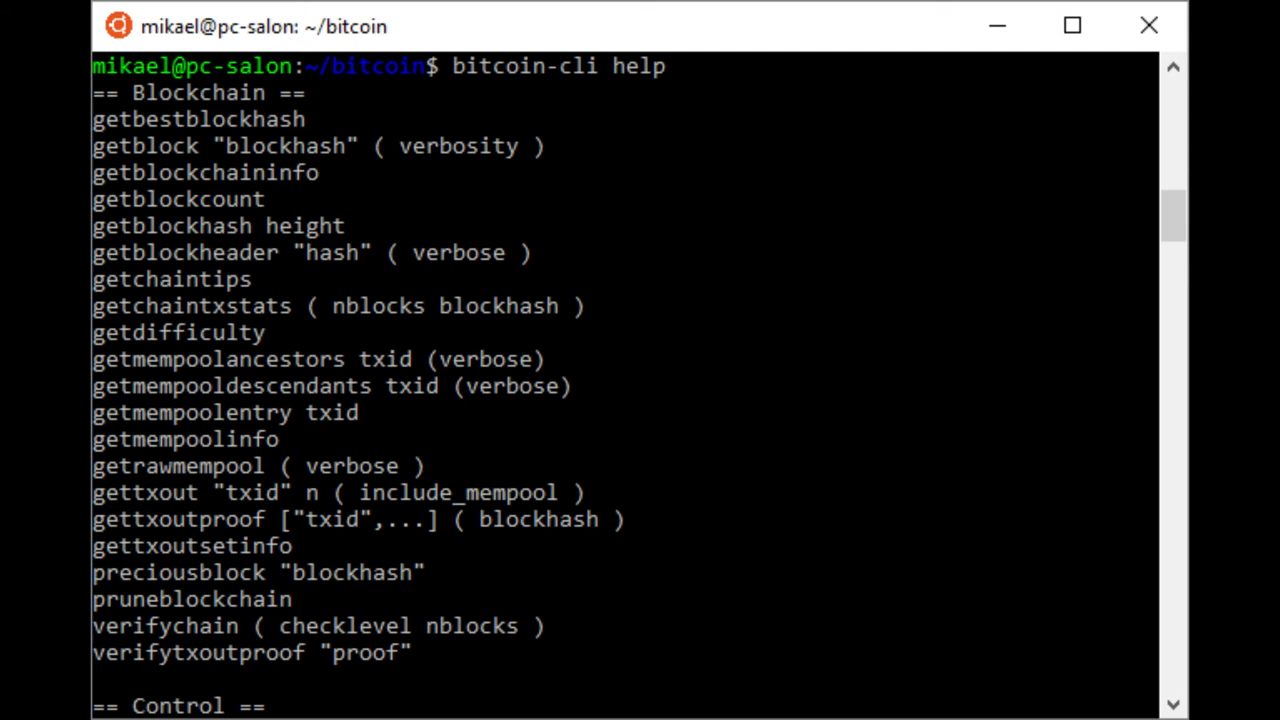 mikael@pc-salon: ~/bitcoin
mikael@pc-salon:~/bitcoin$ bitcoin-cli help
== Blockchain ==
getbestblockhash
getblock "blockhash" ( verbosity )
getblockchaininfo
getblockcount
getblockhash height
getblockheader "hash" ( verbose )
getchaintips
getchaintxstats ( nblocks blockhash )
getdifficulty
getmempoolancestors txid (verbose)
getmempooldescendants txid (verbose)
getmempoolentry txid
getmempoolinfo
getrawmempool ( verbose )
gettxout "txid" n ( include_mempool )
gettxoutproof ["txid",...] ( blockhash )
gettxoutsetinfo
preciousblock "blockhash"
pruneblockchain
verifychain ( checklevel nblocks )
verifytxoutproof "proof"

== Control ==